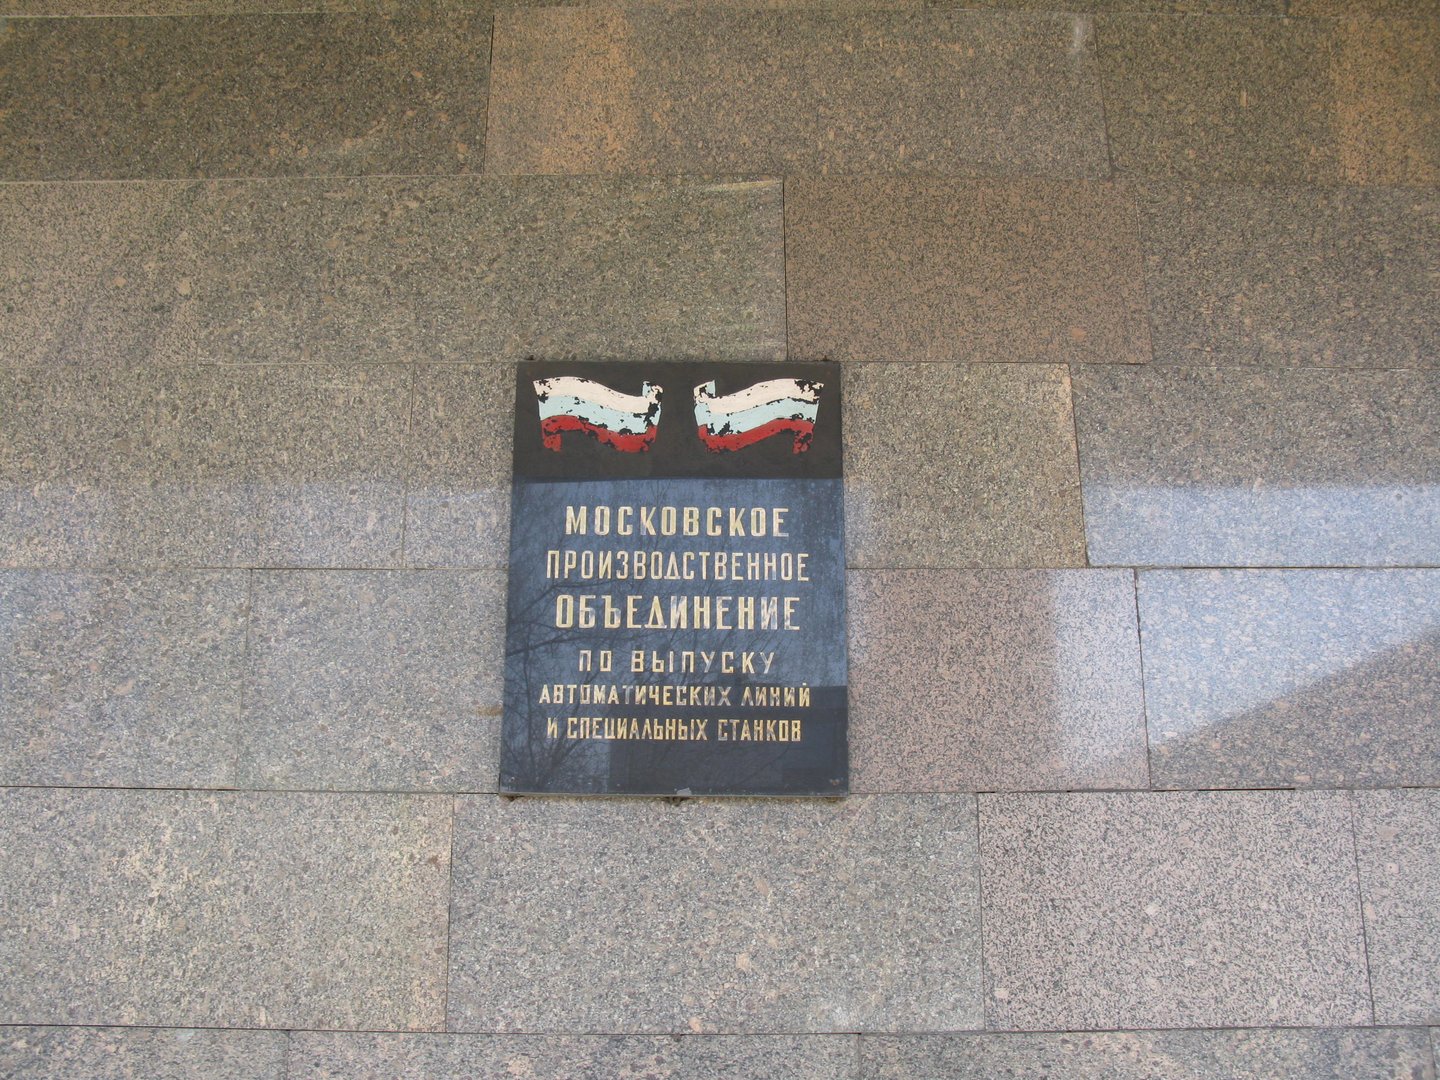 МОСКОВСКОЕ
ПРОИЗВОДСТВЕННОЕ
ОБЪЕДИНЕНИЕ
ПО ВЫПУСКУ
АВТОМАТИЧЕСКИХ ЛИНИЙ
И СПЕЦИАЛЬНЫХ СТАНКОВ